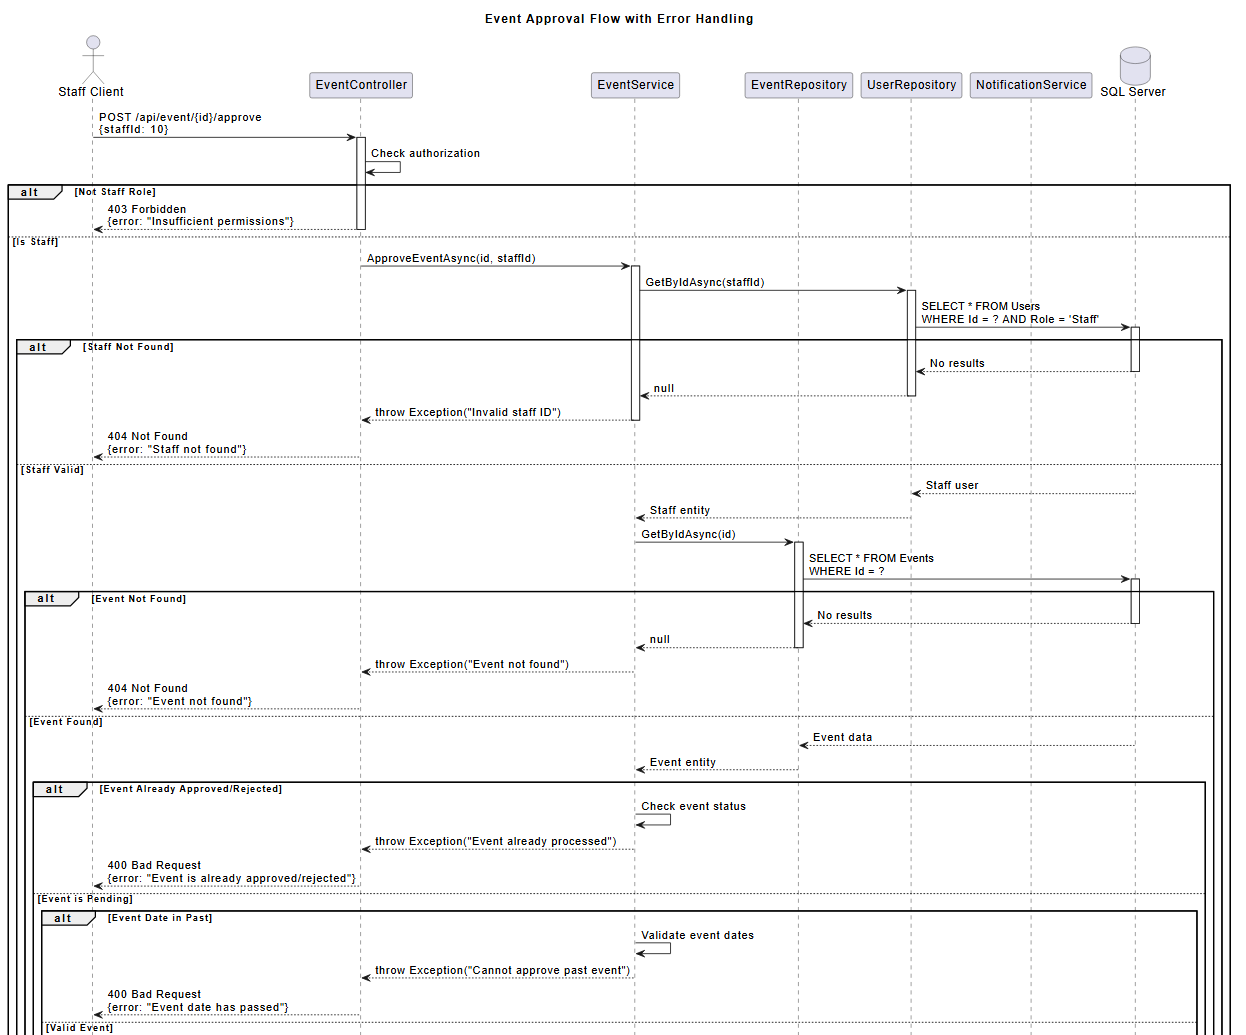 Event Approval Flow with Error Handling
Staff Client
EventController
EventService
EventRepository
UserRepository
NotificationService
SQL Server
POST /api/event/{id}/approve
{staffId: 10}
Check authorization
alt
[Not Staff Role]
403 Forbidden
{error: "Insufficient permissions"}
[Is Staff]
ApproveEventAsync(id, staffId)
GetByIdAsync(staffId)
SELECT * FROM Users
WHERE Id = ? AND Role = 'Staff'
alt
[Staff Not Found]
No results
null
throw Exception("Invalid staff ID")
404 Not Found
{error: "Staff not found"}
[Staff Valid]
Staff user
Staff entity
GetByIdAsync(id)
SELECT * FROM Events
WHERE Id = ?
alt
[Event Not Found]
No results
null
throw Exception("Event not found")
404 Not Found
{error: "Event not found"}
[Event Found]
Event data
Event entity
alt
[Event Already Approved/Rejected]
Check event status
throw Exception("Event already processed")
400 Bad Request
{error: "Event is already approved/rejected"}
[Event is Pending]
alt
[Event Date in Past]
Validate event dates
throw Exception("Cannot approve past event")
400 Bad Request
{error: "Event date has passed"}
[Valid Event]